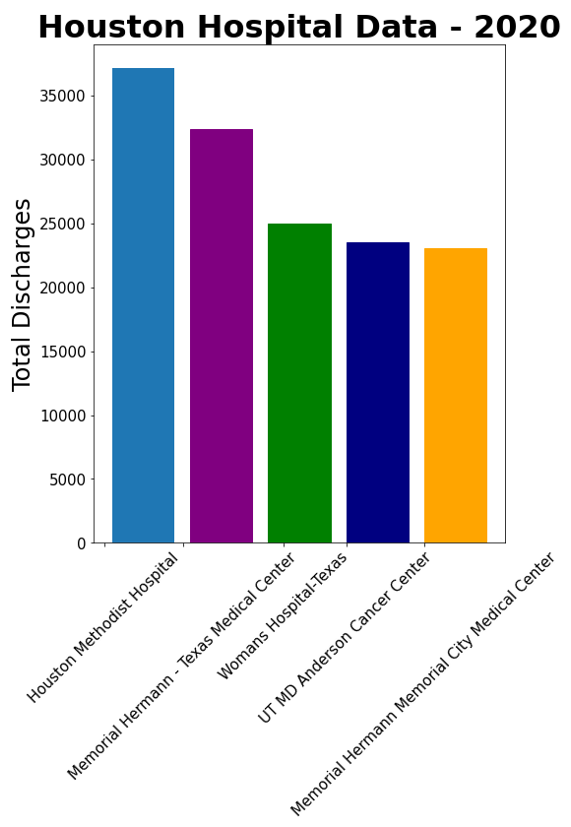 Houston Hospital Data - 2020
Total Discharges
35000
30000
25000
20000
15000
10000
5000
0
Houston Methodist Hospital
Memorial Hermann - Texas Medical Center
Womans Hospital-Texas
UT MD Anderson Cancer Center
Memorial Hermann Memorial City Medical Center